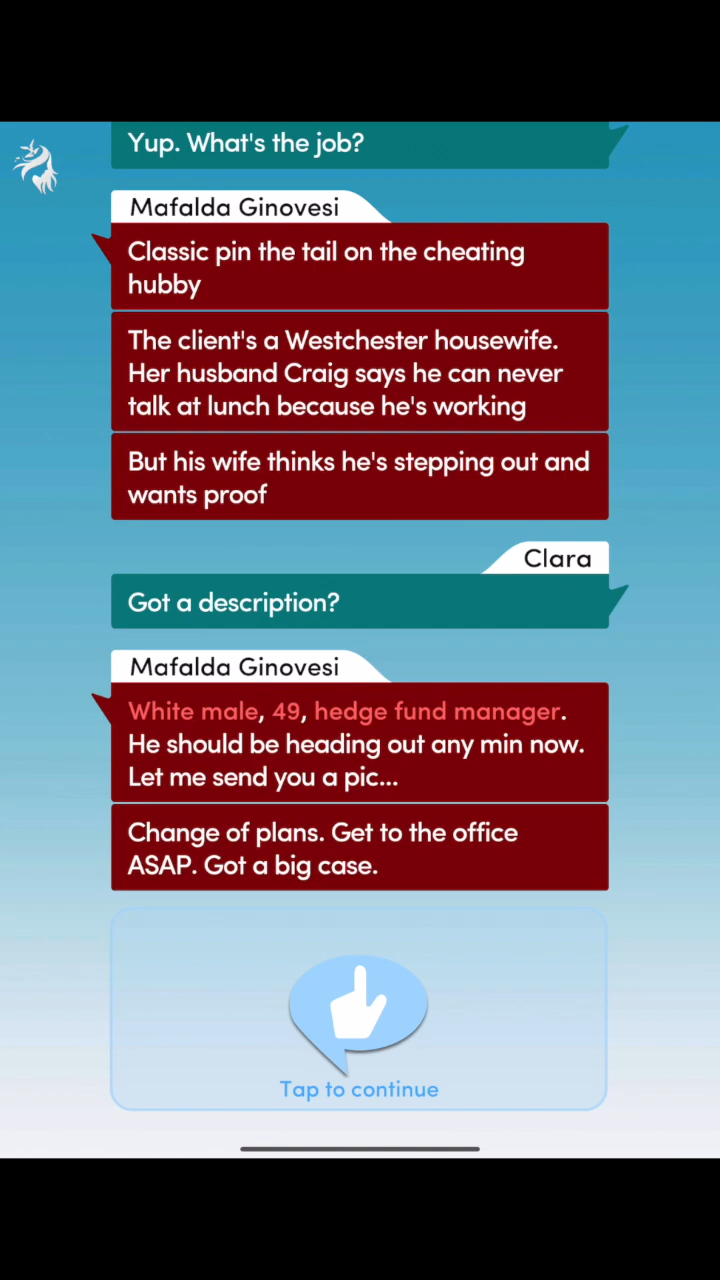 Yup. What's the job?
Mafalda Ginovesi
Classic pin the tail on the cheating
hubby
The client's a Westchester housewife.
Her husband Craig says he can never
talk at lunch because he's working
But his wife thinks he's stepping out and
wants proof
Clara
Got a description?
Mafalda Ginovesi
White male, 49, hedge fund manager.
He should be heading out any min now.
Let me send you a pic...
Change of plans. Get to the office
ASAP. Got a big case.
Tap to continue